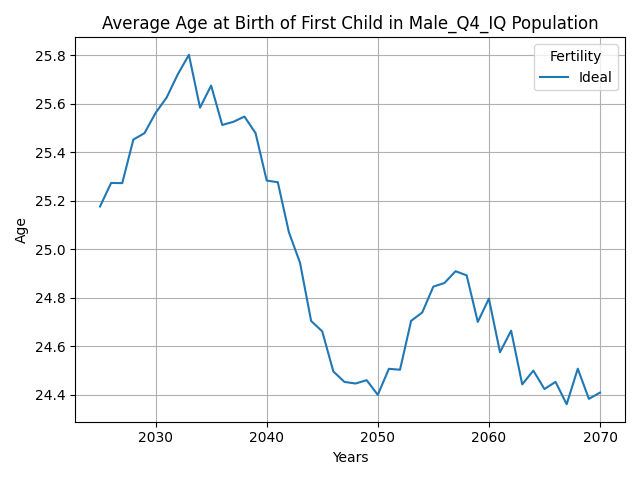 Average Age at Birth of First Child in Male_Q4_IQ Population
Fertility
Ideal
25.8
25.6
25.4
25.2
25.0
24.8
24.6
24.4
Age
2030 2040 2050 2060 2070
Years